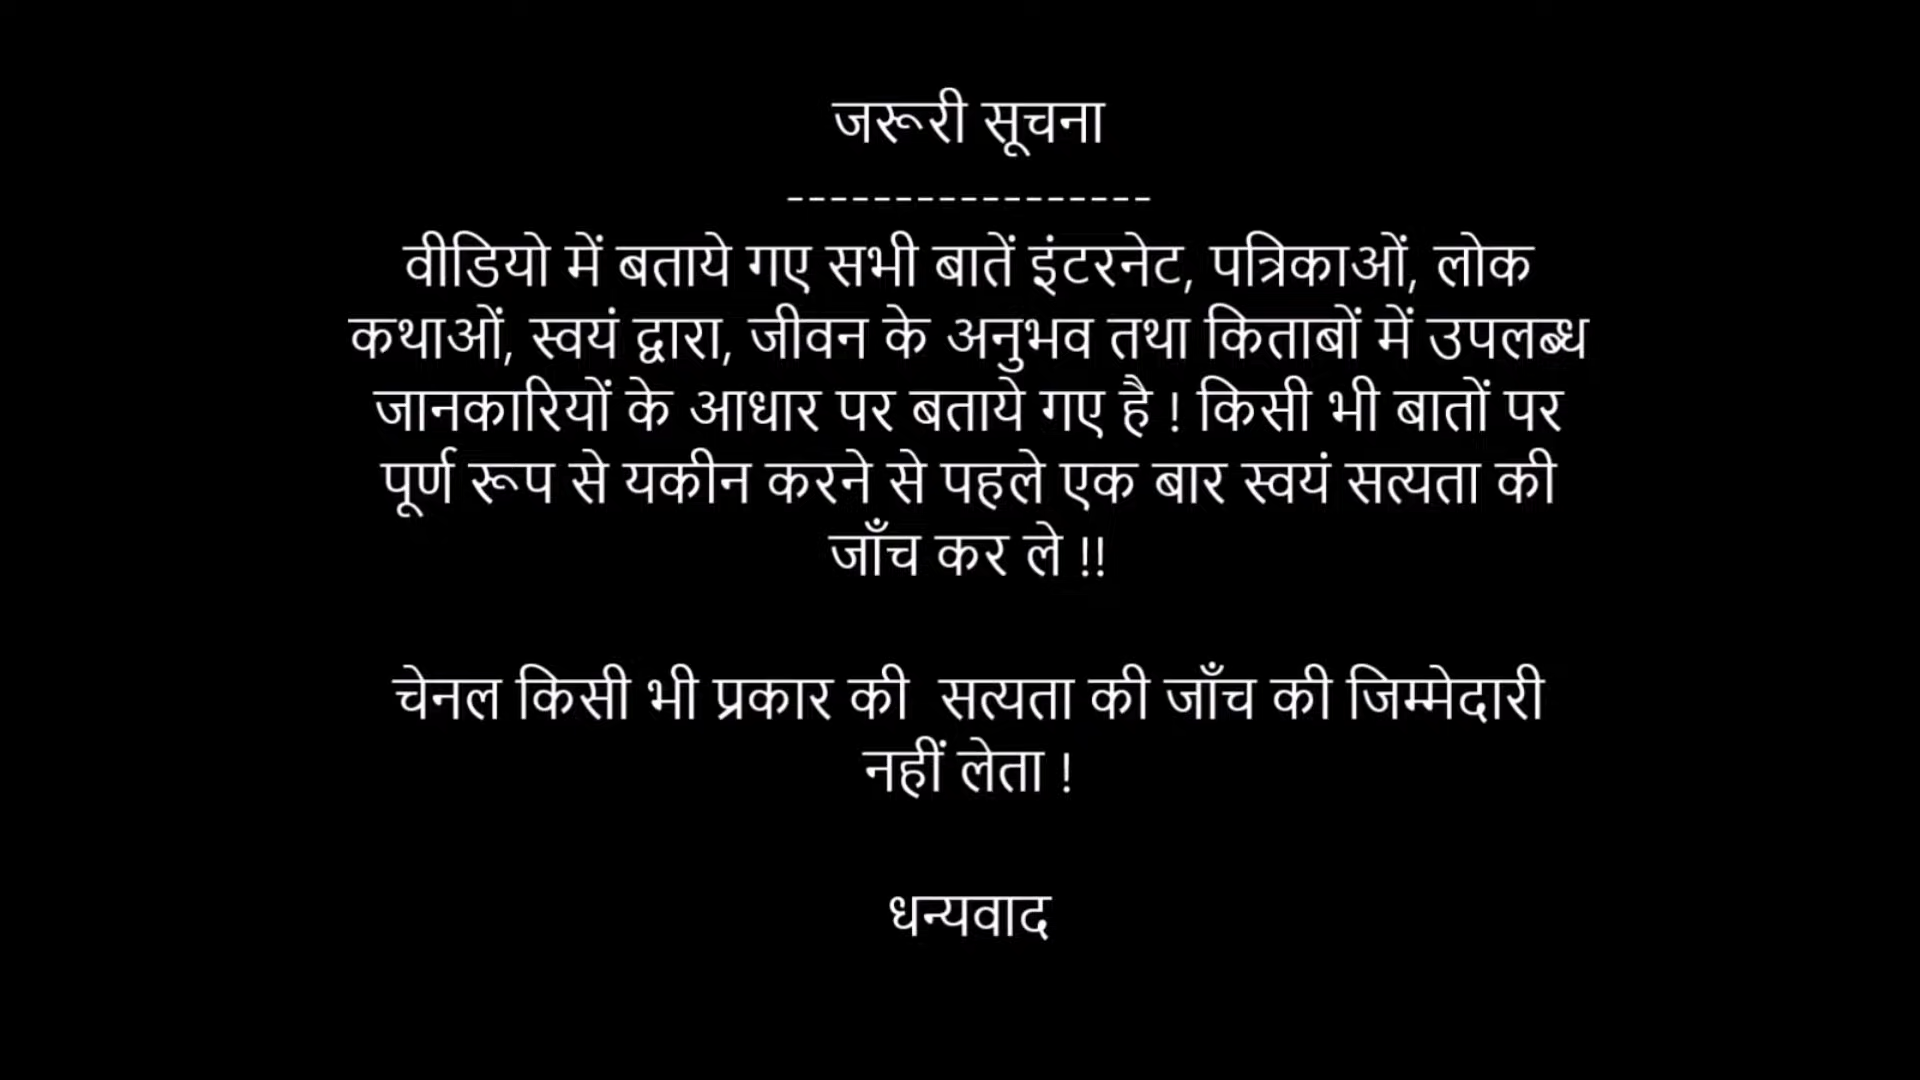 जरूरी सूचना
-----------------
वीडियो में बताये गए सभी बातें इंटरनेट, पत्रिकाओं, लोक
कथाओं, स्वयं द्वारा, जीवन के अनुभव तथा किताबों में उपलब्ध
जानकारियों के आधार पर बताये गए है ! किसी भी बातों पर
पूर्ण रूप से यकीन करने से पहले एक बार स्वयं सत्यता की
जाँच कर ले !!
चेनल किसी भी प्रकार की  सत्यता की जाँच की जिम्मेदारी
नहीं लेता !
धन्यवाद